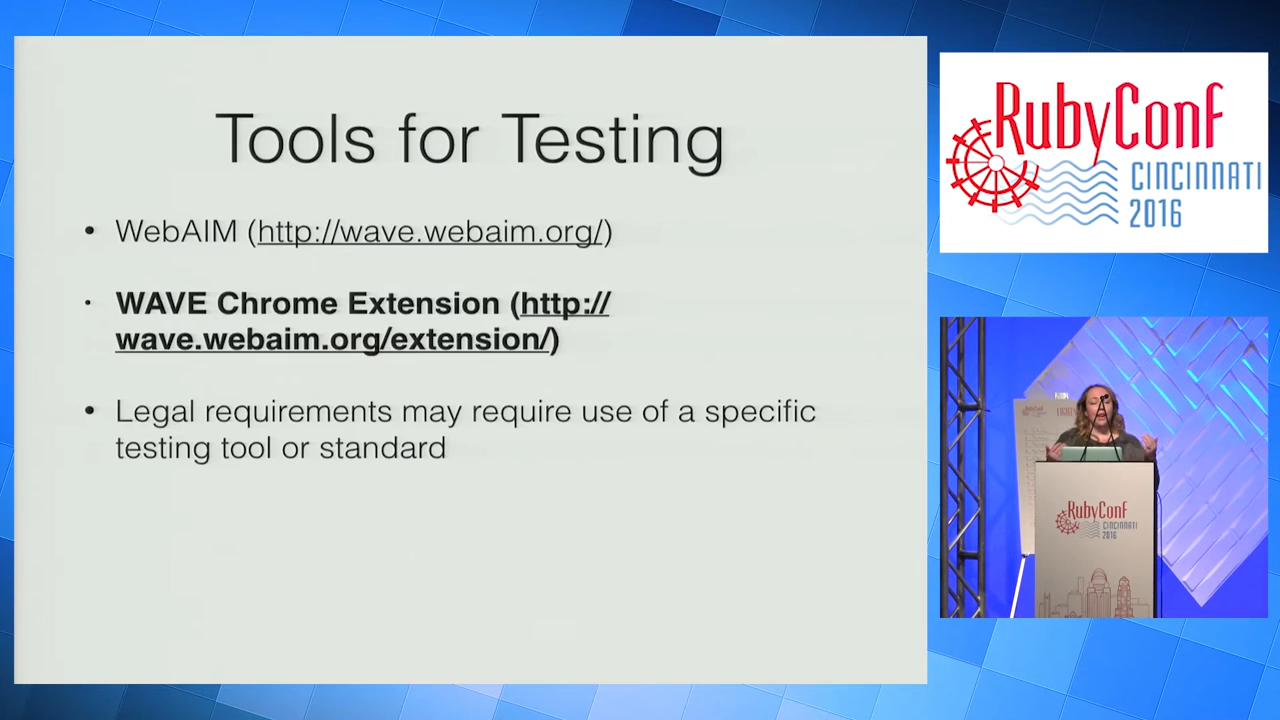 Tools for Testing
• WebAIM (http://wave.webaim.org/)
• WAVE Chrome Extension (http://
wave.webaim.org/extension/)
• Legal requirements may require use of a specific
testing tool or standard
RubyConf
CINCINNATI
2016
RubyConf
CINCINNATI
2016